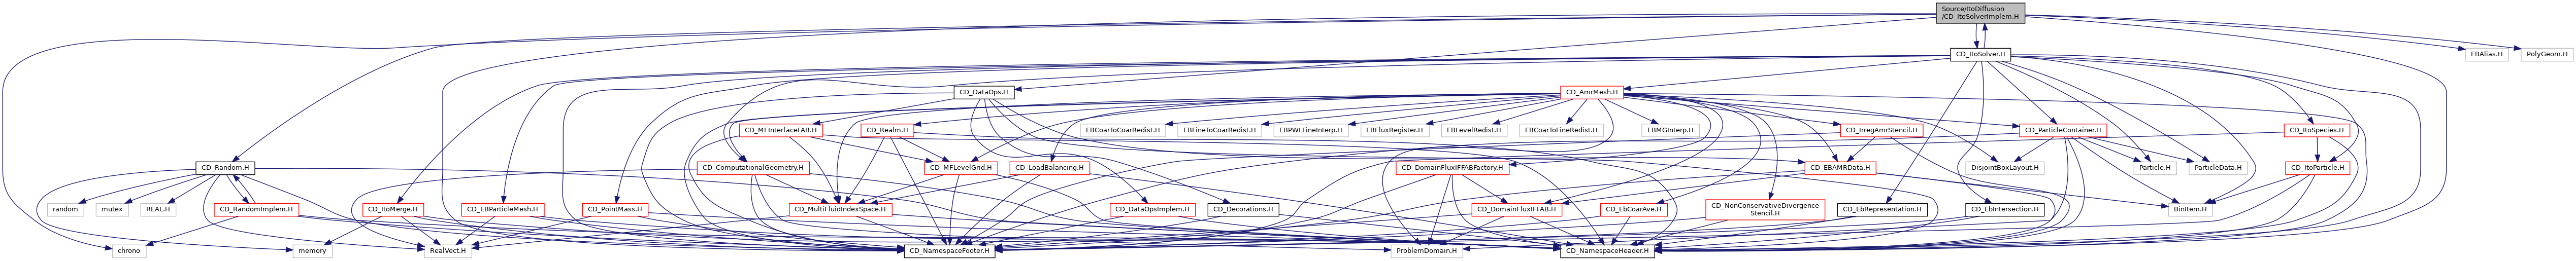 Source/ItoDiffusion
/CD_ItoSolverImplem.H
CD_ItoSolver.H
EBAlias.H
PolyGeom.H
CD_DataOps.H
CD_AmrMesh.H
CD_MFInterfaceFAB.H
CD_Realm.H
EBCoarToCoarRedist.H
EBFineToCoarRedist.H
EBPWLFineInterp.H
EBFluxRegister.H
EBLevelRedist.H
EBCoarToFineRedist.H
EBMGInterp.H
CD_IrregAmrStencil.H
CD_ParticleContainer.H
CD_ItoSpecies.H
CD_Random.H
CD_ComputationalGeometry.H
CD_MFLevelGrid.H
CD_LoadBalancing.H
CD_DomainFluxIFFABFactory.H
CD_EBAMRData.H
DisjointBoxLayout.H
Particle.H
ParticleData.H
CD_ItoParticle.H
random
mutex
REAL.H
CD_RandomImplem.H
CD_ItoMerge.H
CD_EBParticleMesh.H
CD_PointMass.H
CD_MultiFluidIndexSpace.H
CD_DataOpsImplem.H
CD_Decorations.H
CD_DomainFluxIFFAB.H
CD_EbCoarAve.H
CD_NonConservativeDivergence
Stencil.H
CD_EbRepresentation.H
CD_EbIntersection.H
BinItem.H
chrono
memory
RealVect.H
CD_NamespaceFooter.H
ProblemDomain.H
CD_NamespaceHeader.H